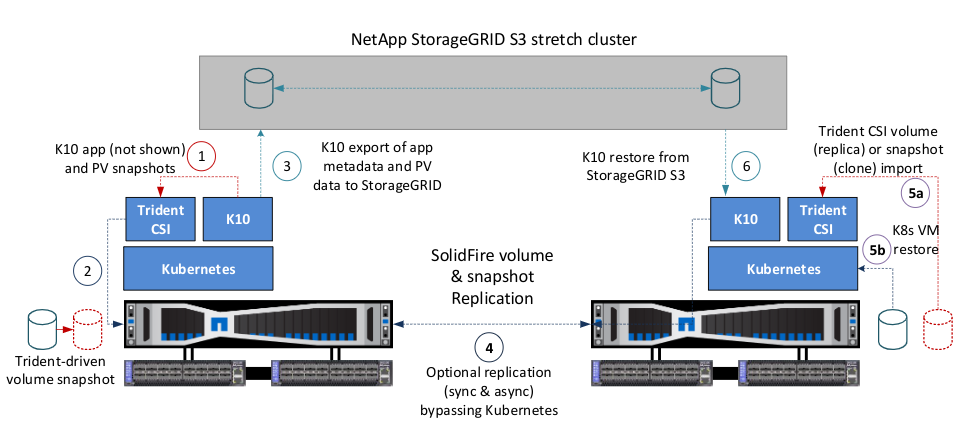 NetApp StorageGRID S3 stretch cluster
K10 app (not shown)
and PV snapshots
1
3
K10 export of app
metadata and PV
data to StorageGRID
K10 restore from
StorageGRID S3
6
Trident CSI volume
(replica) or snapshot
(clone) import
5a
Trident
CSI
K10
Kubernetes
2
K10
Trident
CSI
Kubernetes
K8s VM
restore
5b
SolidFire volume
& snapshot
Replication
4
Optional replication
(sync & async)
bypassing Kubernetes
Trident-driven
volume snapshot